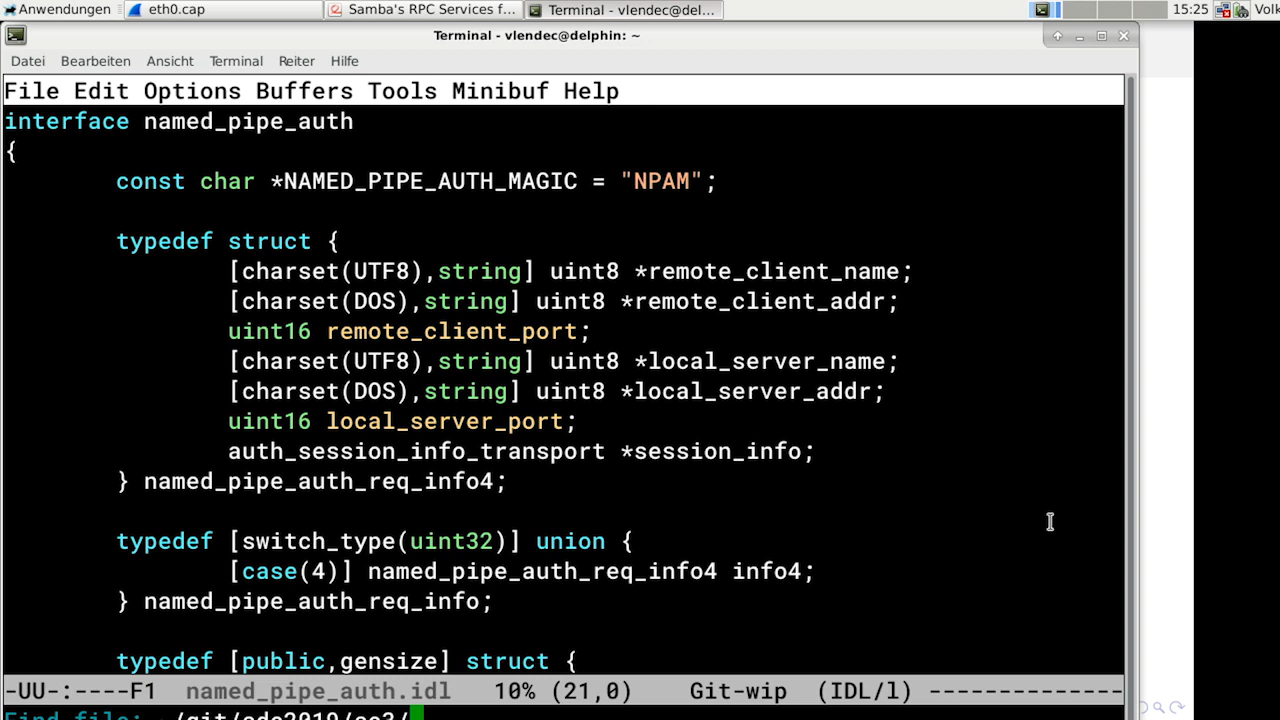 Anwendungen eth0.cap Samba's RPC Services f... Terminal - vlendec@del... 15:25 Volk
Terminal - vlendec@delphin: ~
Datei Bearbeiten Ansicht Terminal Reiter Hilfe
File Edit Options Buffers Tools Minibuf Help
interface named_pipe_auth
{
const char *NAMED_PIPE_AUTH_MAGIC = "NPAM";
typedef struct {
[charset(UTF8),string] uint8 *remote_client_name;
[charset(DOS),string] uint8 *remote_client_addr;
uint16 remote_client_port;
[charset(UTF8),string] uint8 *local_server_name;
[charset(DOS),string] uint8 *local_server_addr;
uint16 local_server_port;
auth_session_info_transport *session_info;
} named_pipe_auth_req_info4;
typedef [switch_type(uint32)] union {
[case(4)] named_pipe_auth_req_info4 info4;
} named_pipe_auth_req_info;
typedef [public,gensize] struct {
-UU-:----F1 named_pipe_auth.idl 10% (21,0) Git-wip (IDL/l) --------------
Find file: